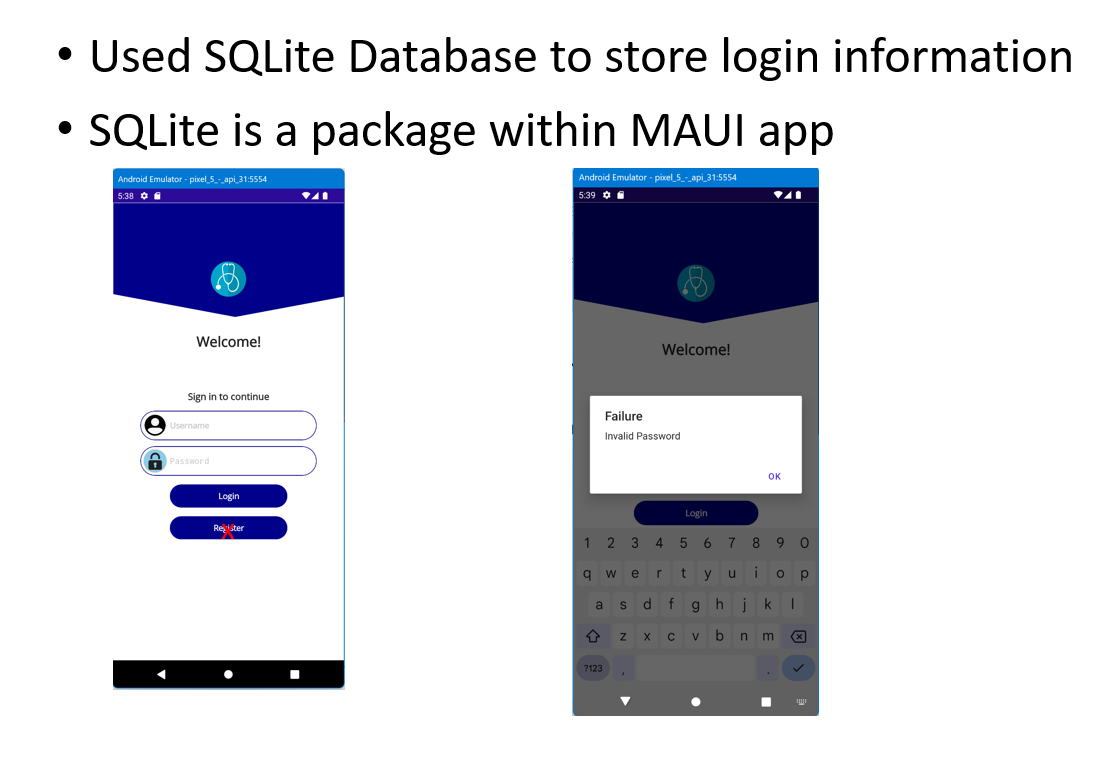 • Used SQLite Database to store login information
• SQLite is a package within MAUI app
Android Emulator - pixel_5_-_api_31:5554
5:38
Welcome!
Sign in to continue
Username
Password
Login
Register
X
Android Emulator - pixel_5_-_api_31:5554
5:39
Welcome!
Failure
Invalid Password
OK
Login
1 2 3 4 5 6 7 8 9 0
q w e r t y u i o p
a s d f g h j k l
z x c v b n m
?123 , .